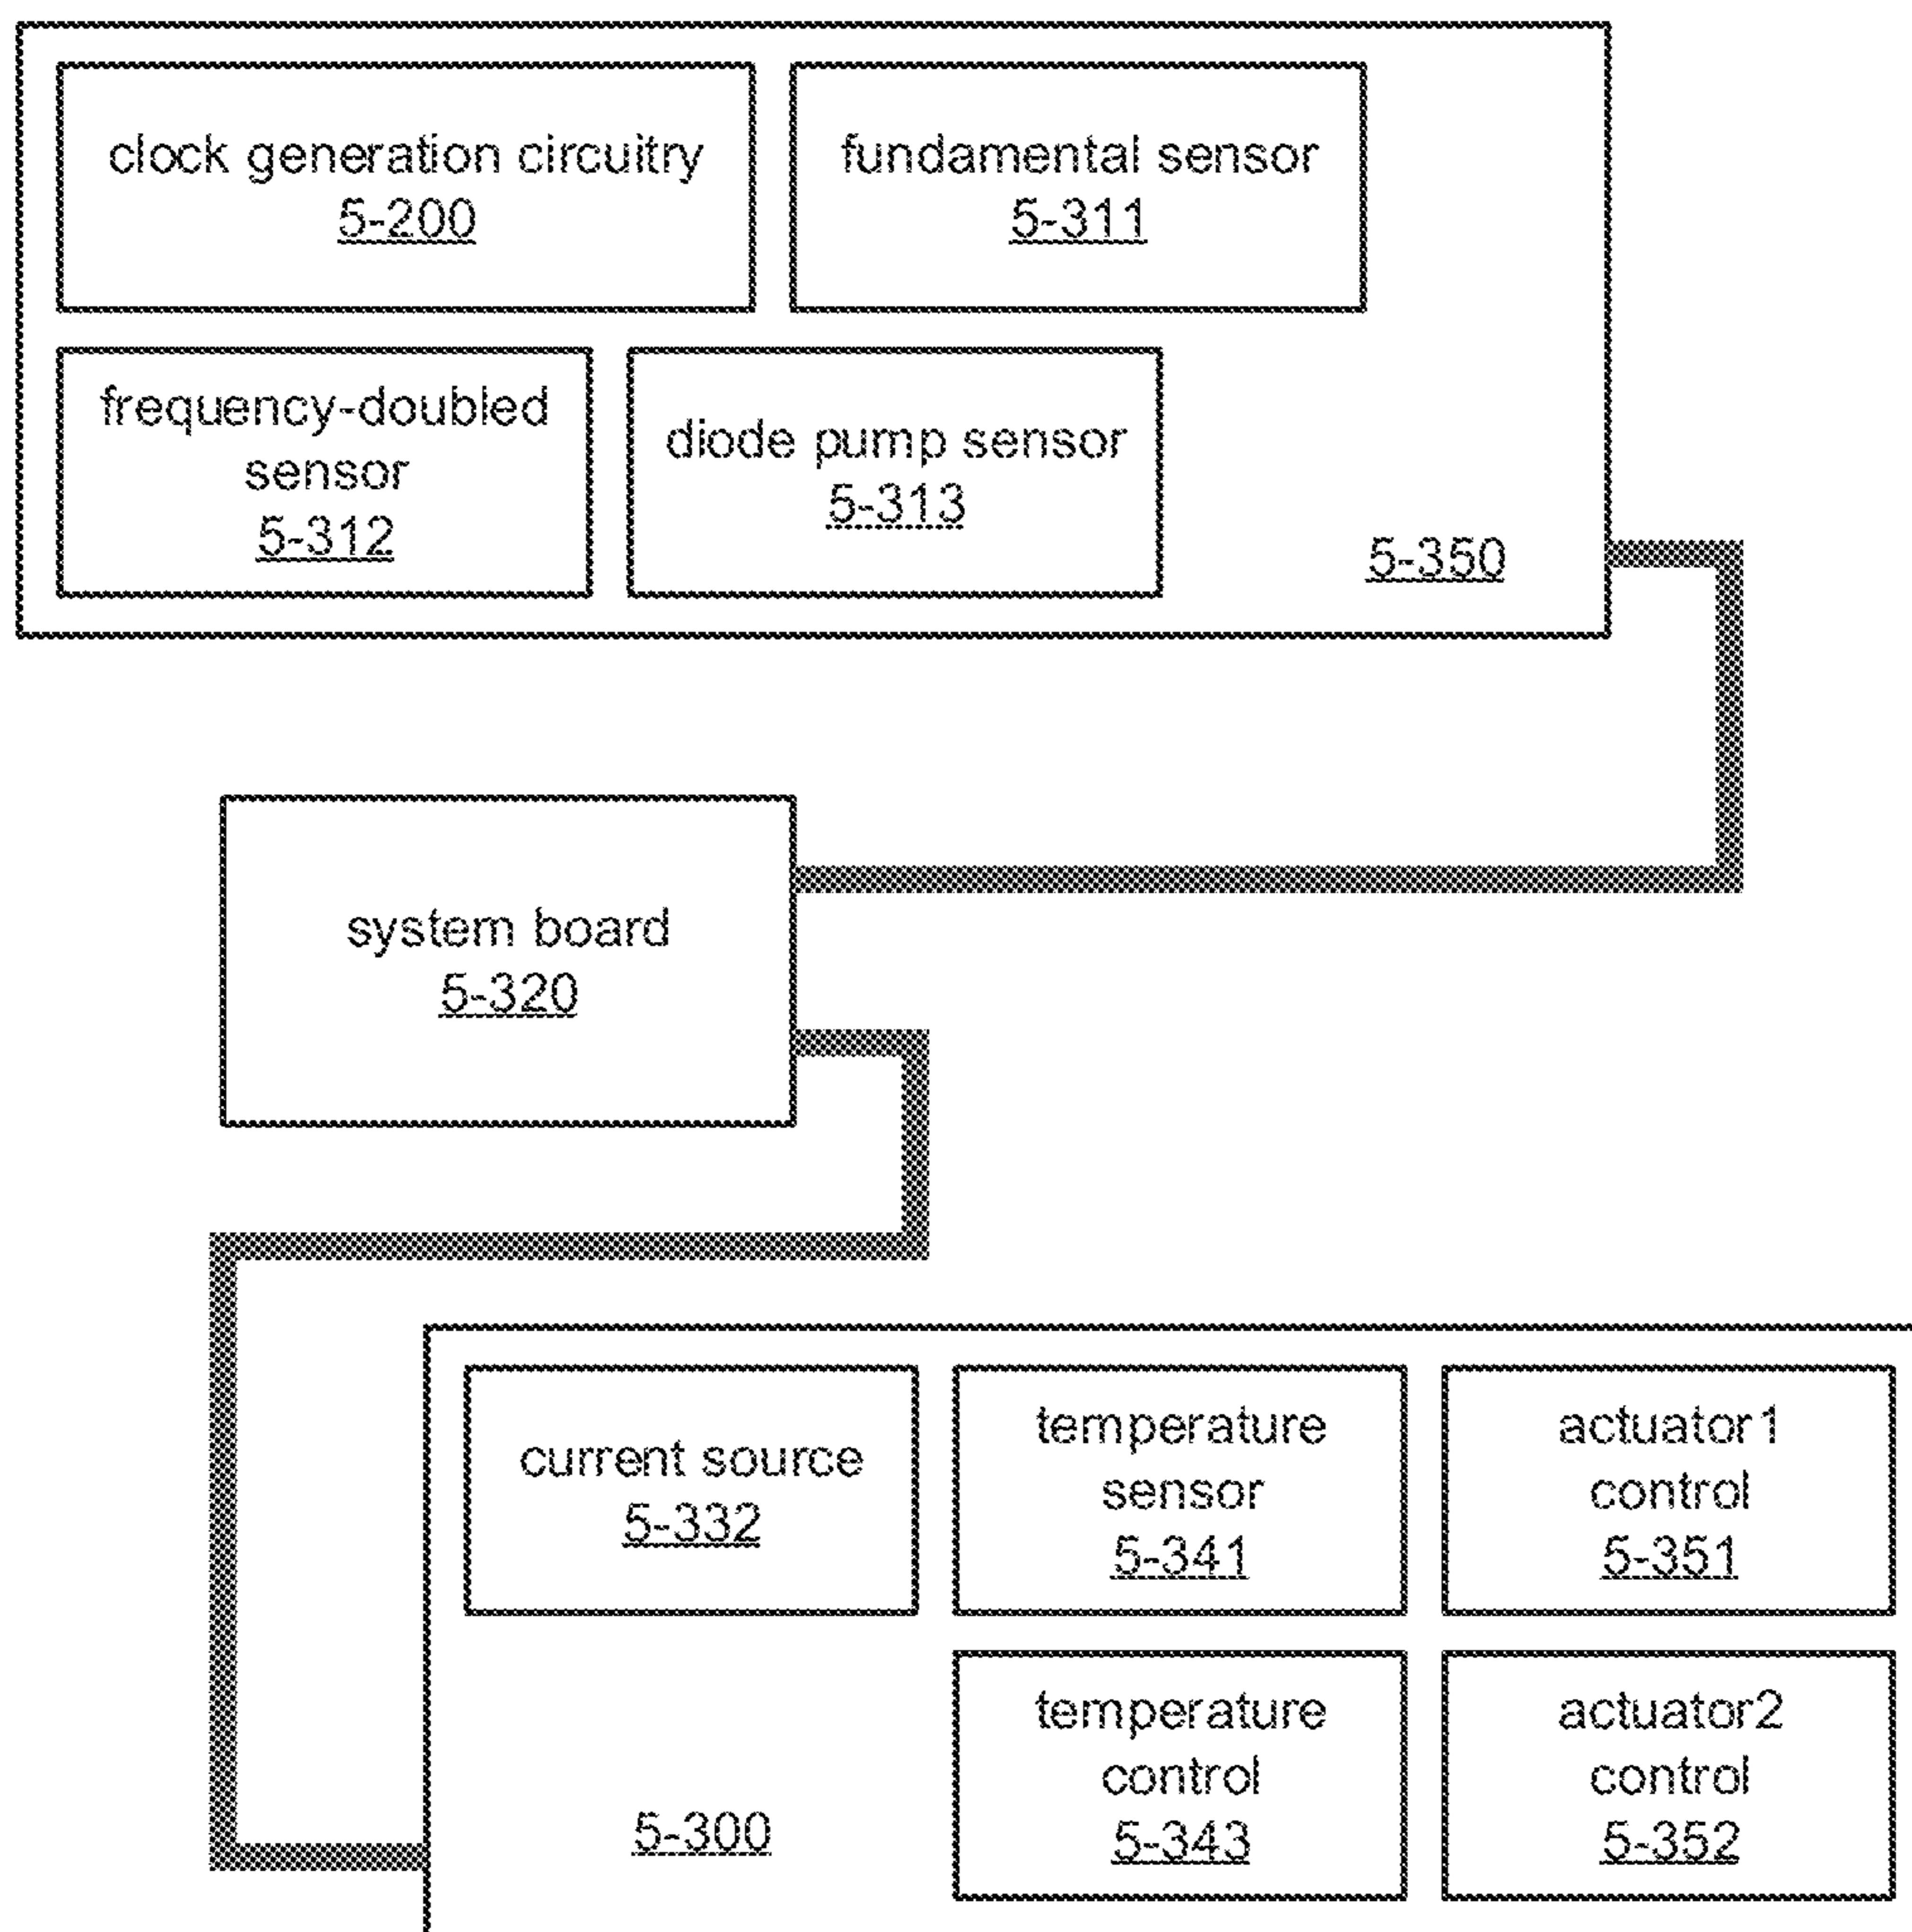 clock generation circuitry
5-200
fundamental sensor
5-311
frequency-doubled
sensor
5-312
diode pump sensor
5-313
5-350
system board
5-320
current source
5-332
temperature
sensor
5-341
actuator1
control
5-351
temperature
control
5-343
actuator2
control
5-352
5-300